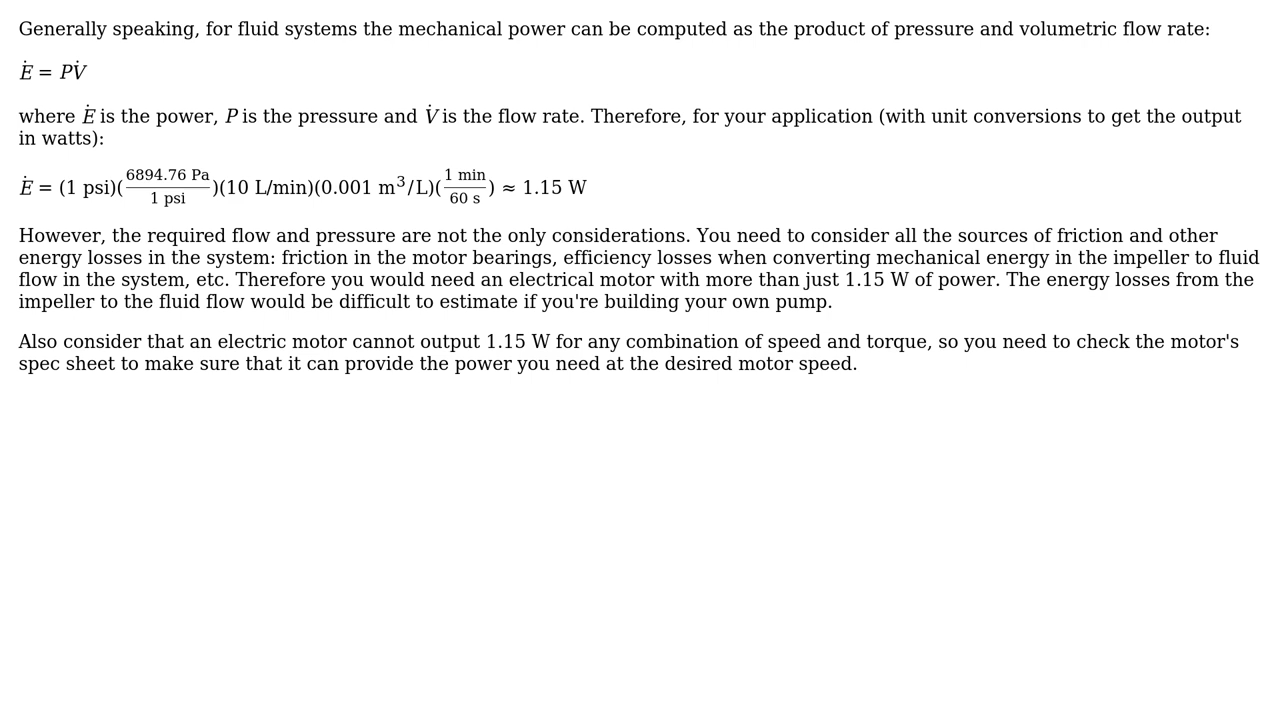 Generally speaking, for fluid systems the mechanical power can be computed as the product of pressure and volumetric flow rate:
Ė = PV̇
where Ė is the power, P is the pressure and V̇ is the flow rate. Therefore, for your application (with unit conversions to get the output
in watts):
Ė = (1 psi)(6894.76 Pa / 1 psi)(10 L/min)(0.001 m³/L)(1 min / 60 s) ≈ 1.15 W
However, the required flow and pressure are not the only considerations. You need to consider all the sources of friction and other
energy losses in the system: friction in the motor bearings, efficiency losses when converting mechanical energy in the impeller to fluid
flow in the system, etc. Therefore you would need an electrical motor with more than just 1.15 W of power. The energy losses from the
impeller to the fluid flow would be difficult to estimate if you're building your own pump.
Also consider that an electric motor cannot output 1.15 W for any combination of speed and torque, so you need to check the motor's
spec sheet to make sure that it can provide the power you need at the desired motor speed.